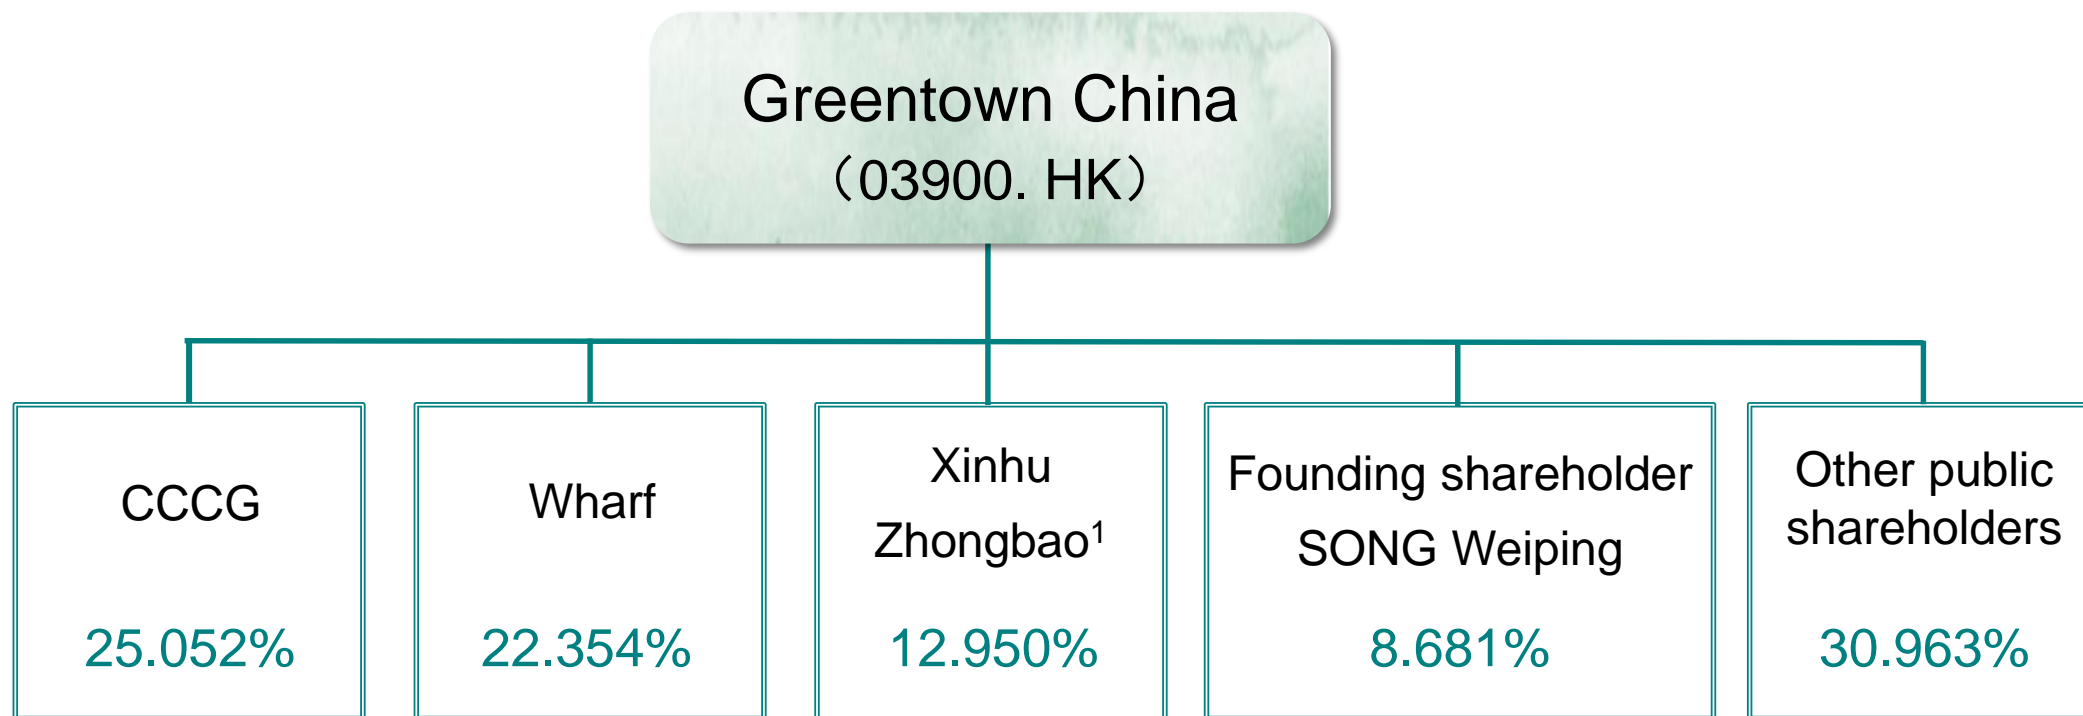 Greentown China
（03900. HK）
CCCG
25.052%
Wharf
22.354%
Xinhu
Zhongbao¹
12.950%
Founding shareholder
SONG Weiping
8.681%
Other public
shareholders
30.963%